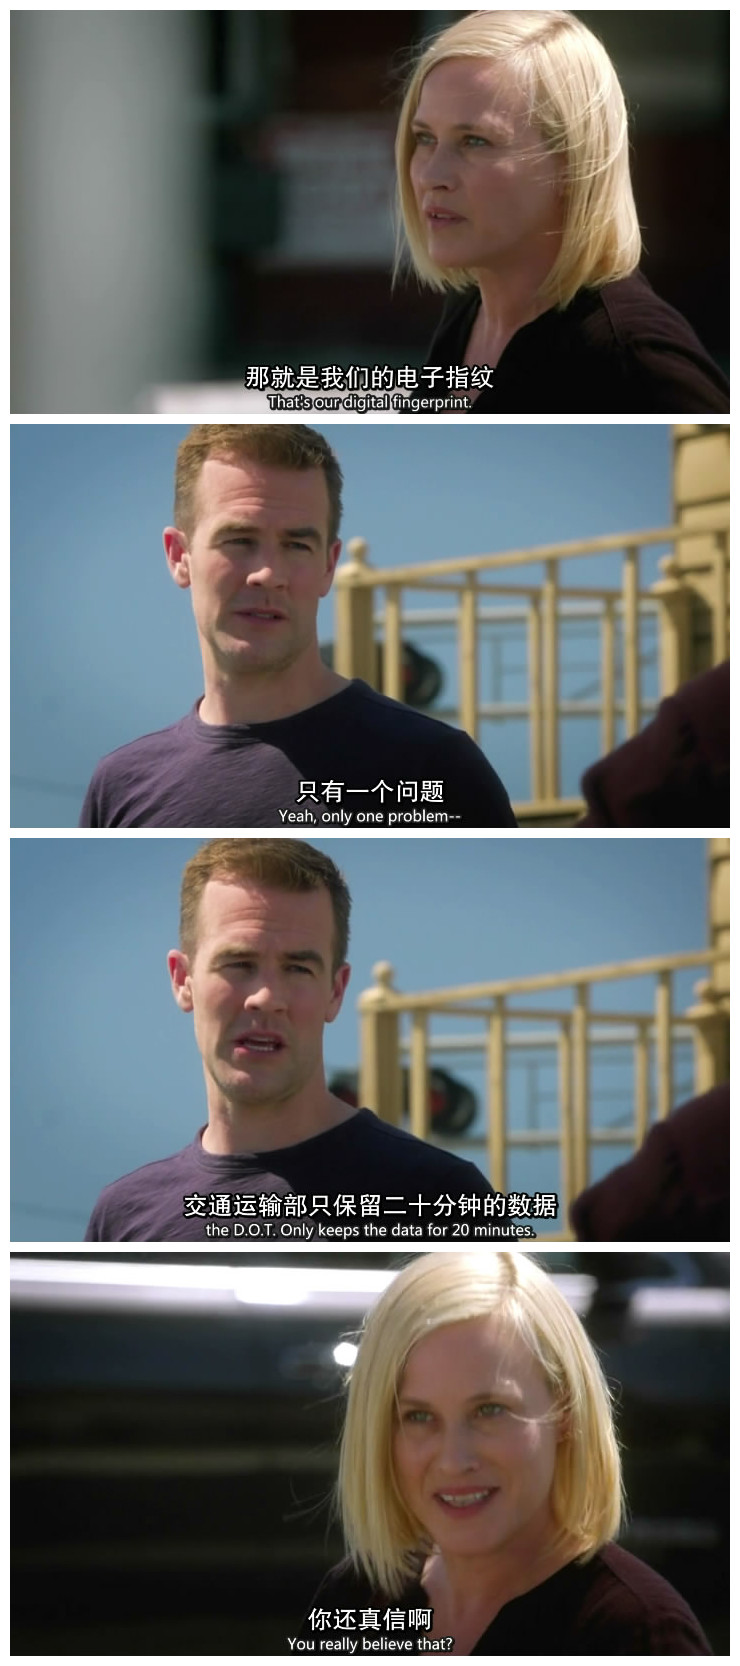 那就是我们的电子指纹
That's our digital fingerprint.
只有一个问题
Yeah, only one problem--
交通运输部只保留二十分钟的数据
the D.O.T. Only keeps the data for 20 minutes.
你还真信啊
You really believe that?